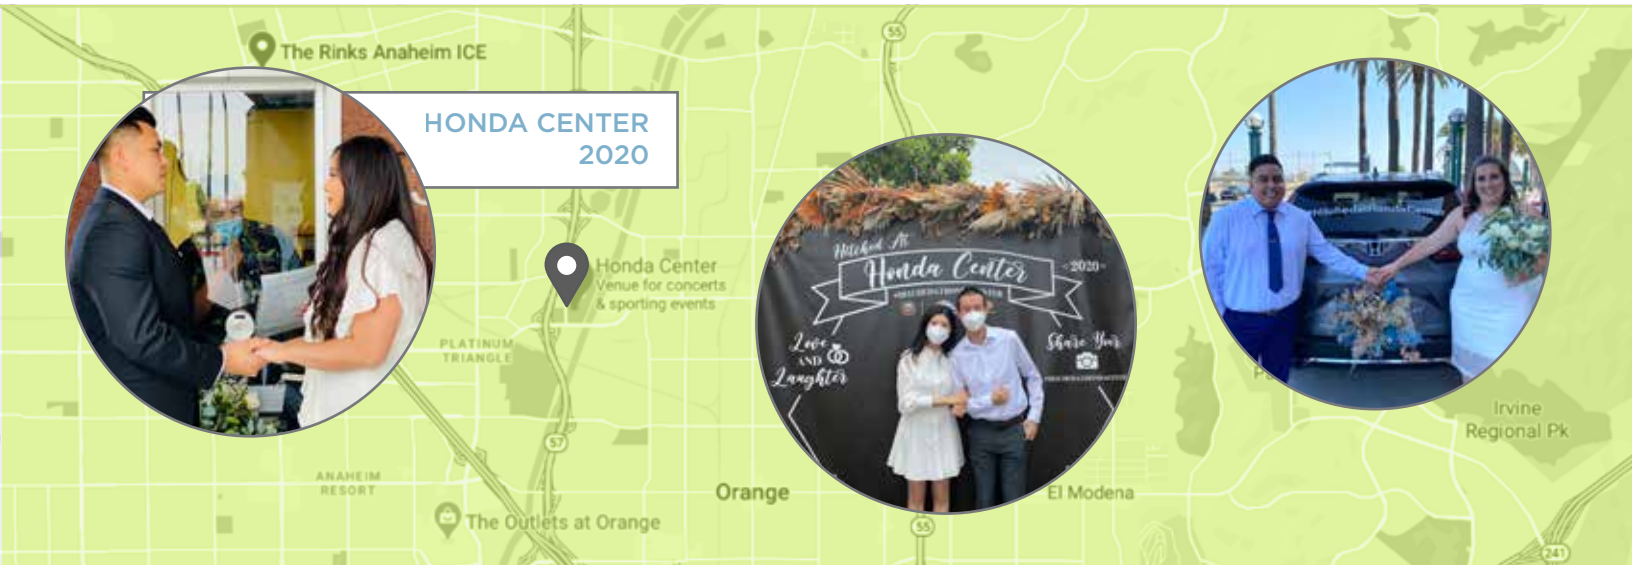 55
The Rinks Anaheim ICE
HONDA CENTER
2020
Honda Center
Venue for concerts
& sporting events
PLATINUM
TRIANGLE
Hitched At
Honda Center
2020
Love
AND
Laughter
Share Your
#HitchedatHondaCenter
Irvine
Regional Pk
57
ANAHEIM
RESORT
Orange
El Modena
The Outlets at Orange
55
241